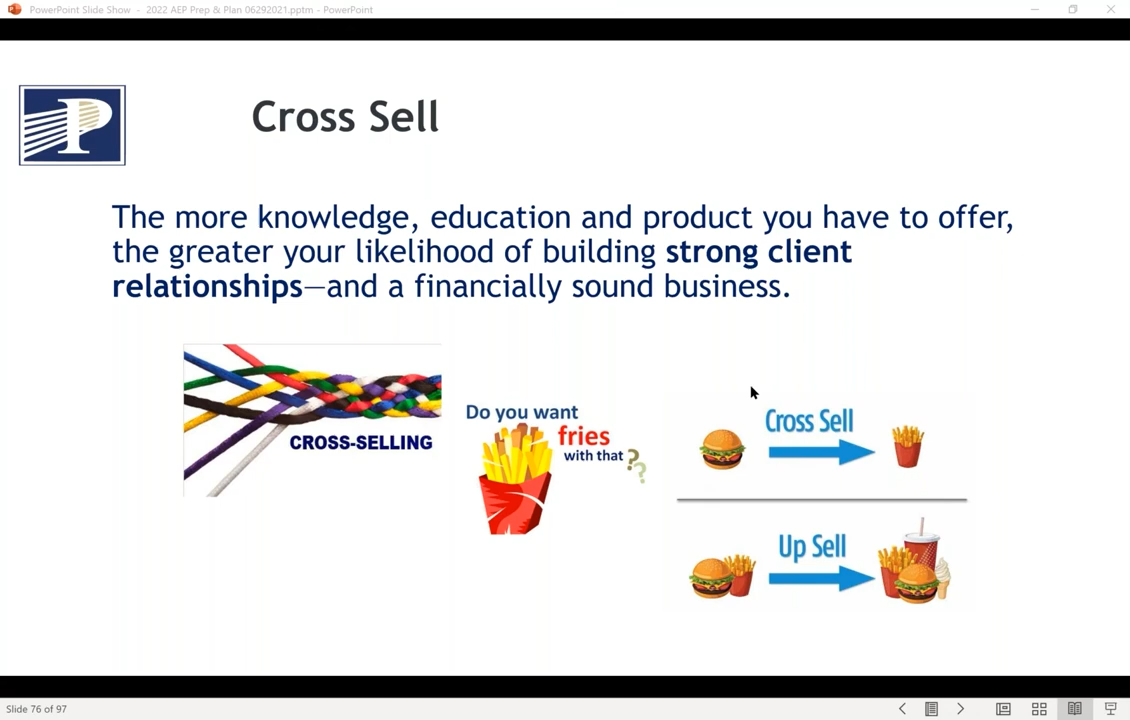 PowerPoint Slide Show - 2022 AEP Prep & Plan 06292021.pptm - PowerPoint
P
Cross Sell
The more knowledge, education and product you have to offer,
the greater your likelihood of building strong client
relationships—and a financially sound business.
CROSS-SELLING
Do you want
fries
with that ??
Cross Sell
Up Sell
Slide 76 of 97